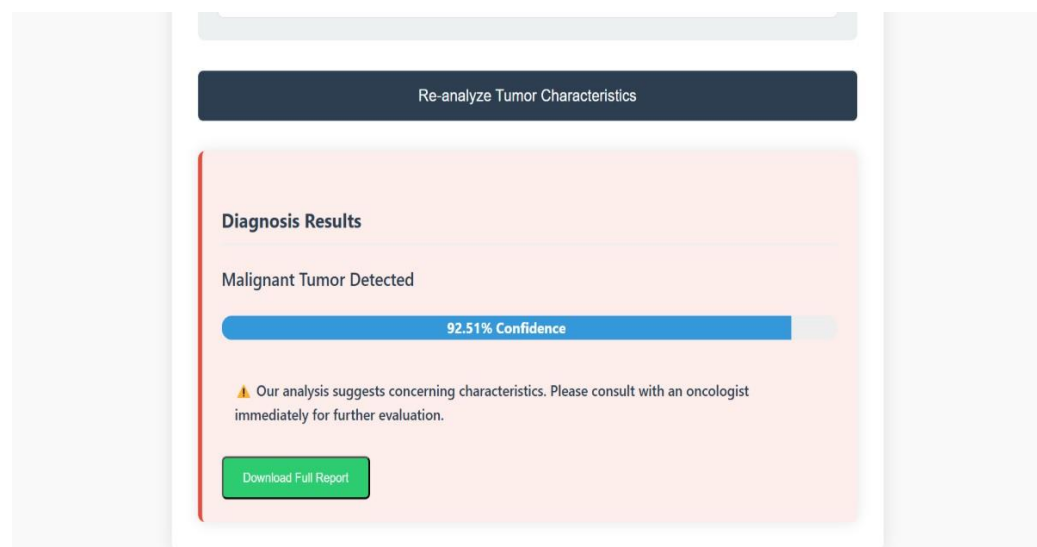 Re-analyze Tumor Characteristics
Diagnosis Results
Malignant Tumor Detected
92.51% Confidence
⚠️ Our analysis suggests concerning characteristics. Please consult with an oncologist
immediately for further evaluation.
Download Full Report